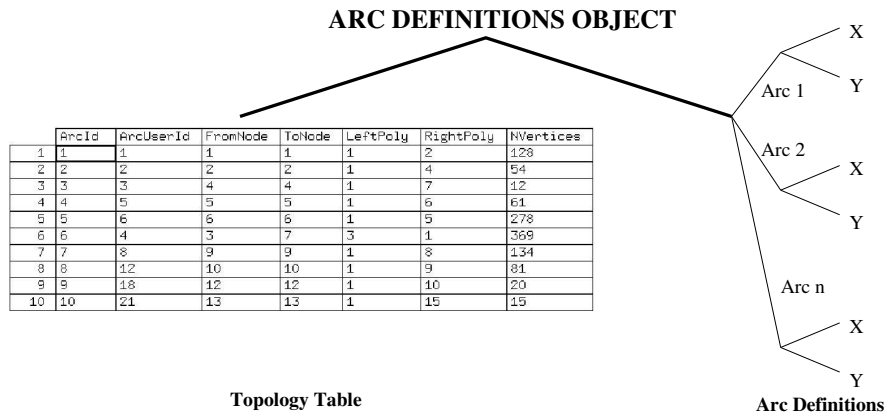 ARC DEFINITIONS OBJECT
ArcId ArcUserId FromNode ToNode LeftPoly RightPoly NVertices
1 1 1 1 1 1 2 128
2 2 2 2 2 1 4 54
3 3 3 4 4 1 7 12
4 4 5 5 5 1 6 61
5 5 6 6 6 1 5 278
6 6 4 3 7 3 1 369
7 7 8 9 9 1 8 134
8 8 12 10 10 1 9 81
9 9 18 12 12 1 10 20
10 10 21 13 13 1 15 15
Topology Table
X
Y
Arc 1
Arc 2
X
Y
Arc n
X
Y
Arc Definitions